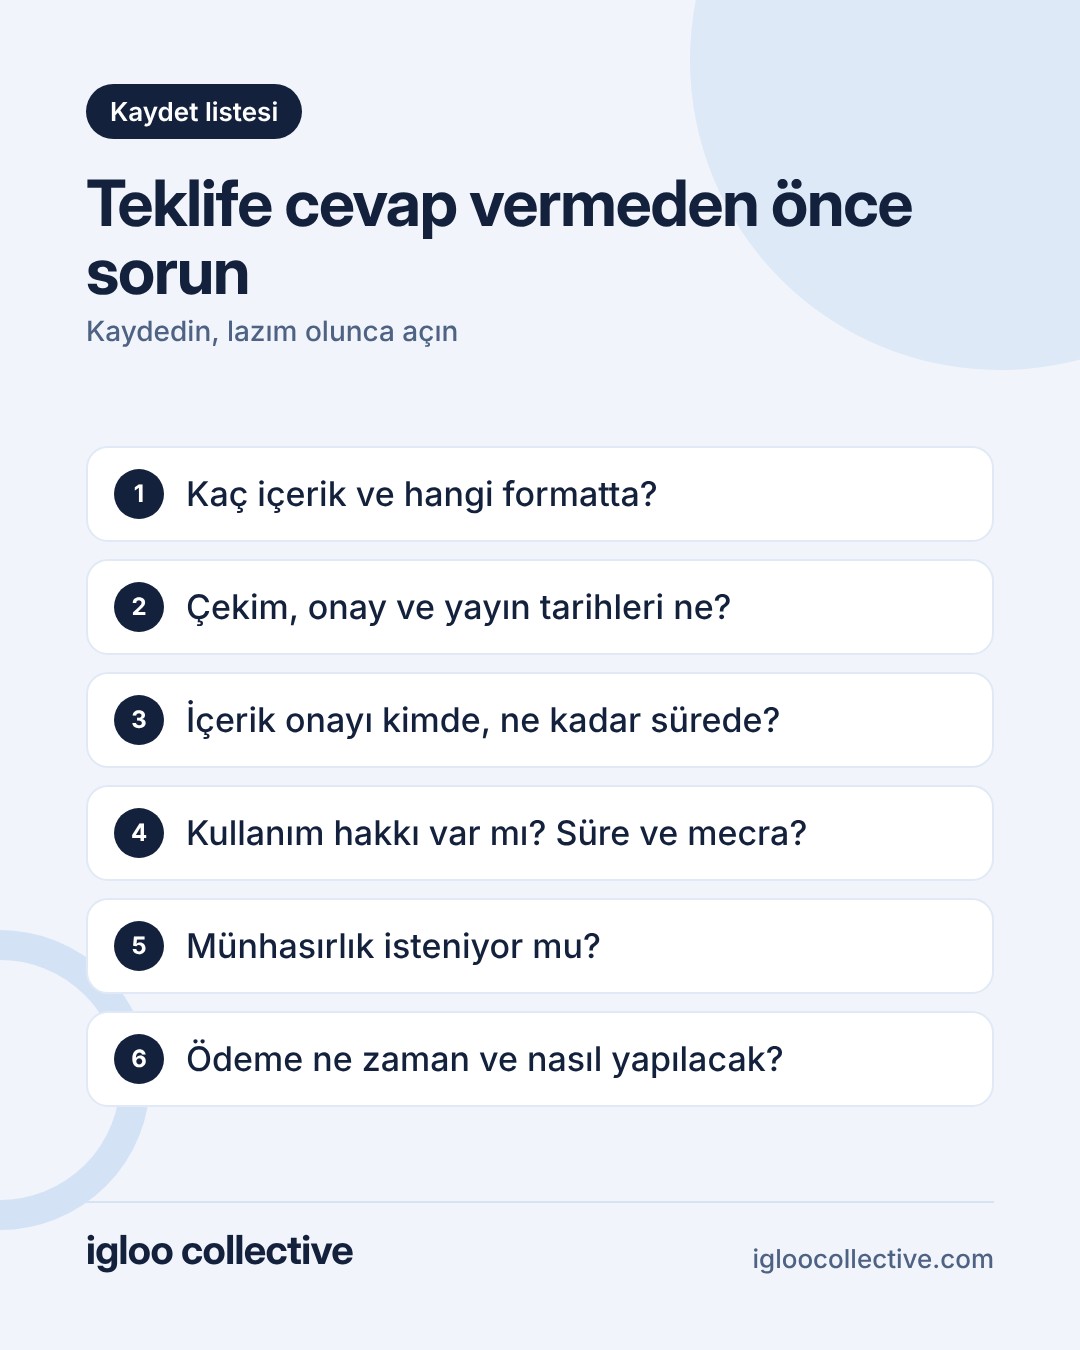 Kaydet listesi
Teklife cevap vermeden önce
sorun
Kaydedin, lazım olunca açın
1 Kaç içerik ve hangi formatta?
2 Çekim, onay ve yayın tarihleri ne?
3 İçerik onayı kimde, ne kadar sürede?
4 Kullanım hakkı var mı? Süre ve mecra?
5 Münhasırlık isteniyor mu?
6 Ödeme ne zaman ve nasıl yapılacak?
igloo collective
igloocollective.com